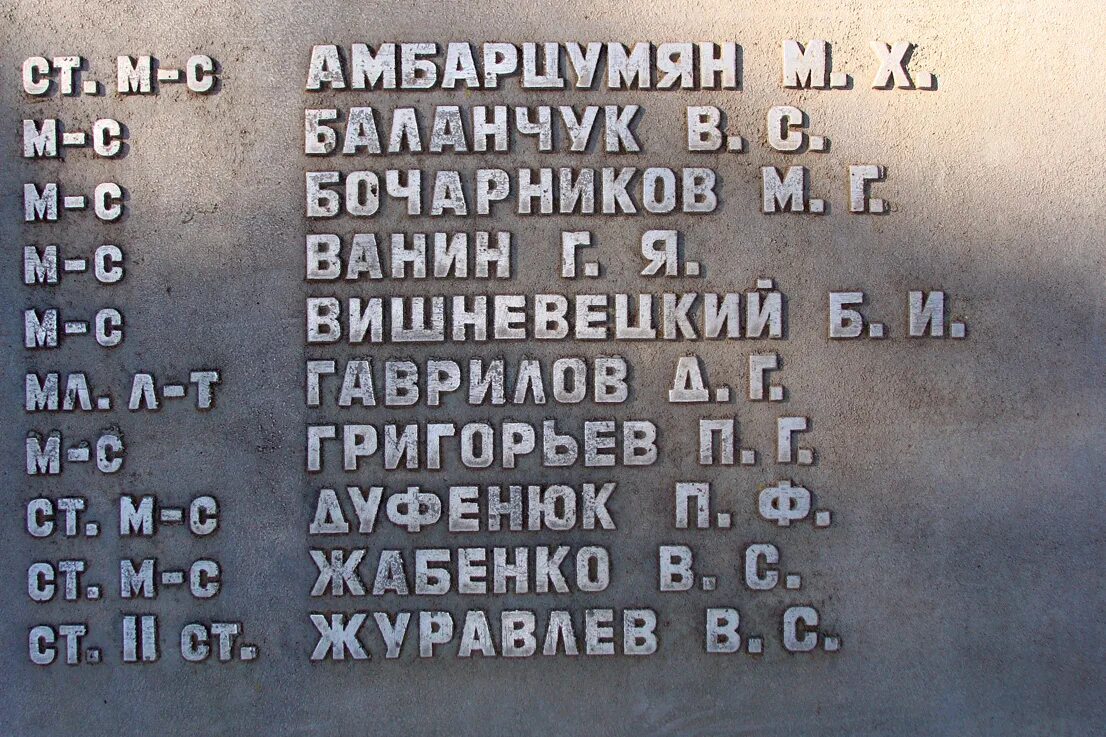 СТ. М-С АМБАРЦУМЯН М. Х.
М-С БАЛАНЧУК В. С.
М-С БОЧАРНИКОВ М. Г.
М-С ВАНИН Г. Я.
М-С ВИШНЕВЕЦКИЙ Б. И.
МЛ. Л-Т ГАВРИЛОВ Д. Г.
М-С ГРИГОРЬЕВ П. Г.
СТ. М-С ДУФЕНЮК П. Ф.
СТ. М-С ЖАБЕНКО В. С.
СТ. II СТ. ЖУРАВЛЕВ В. С.